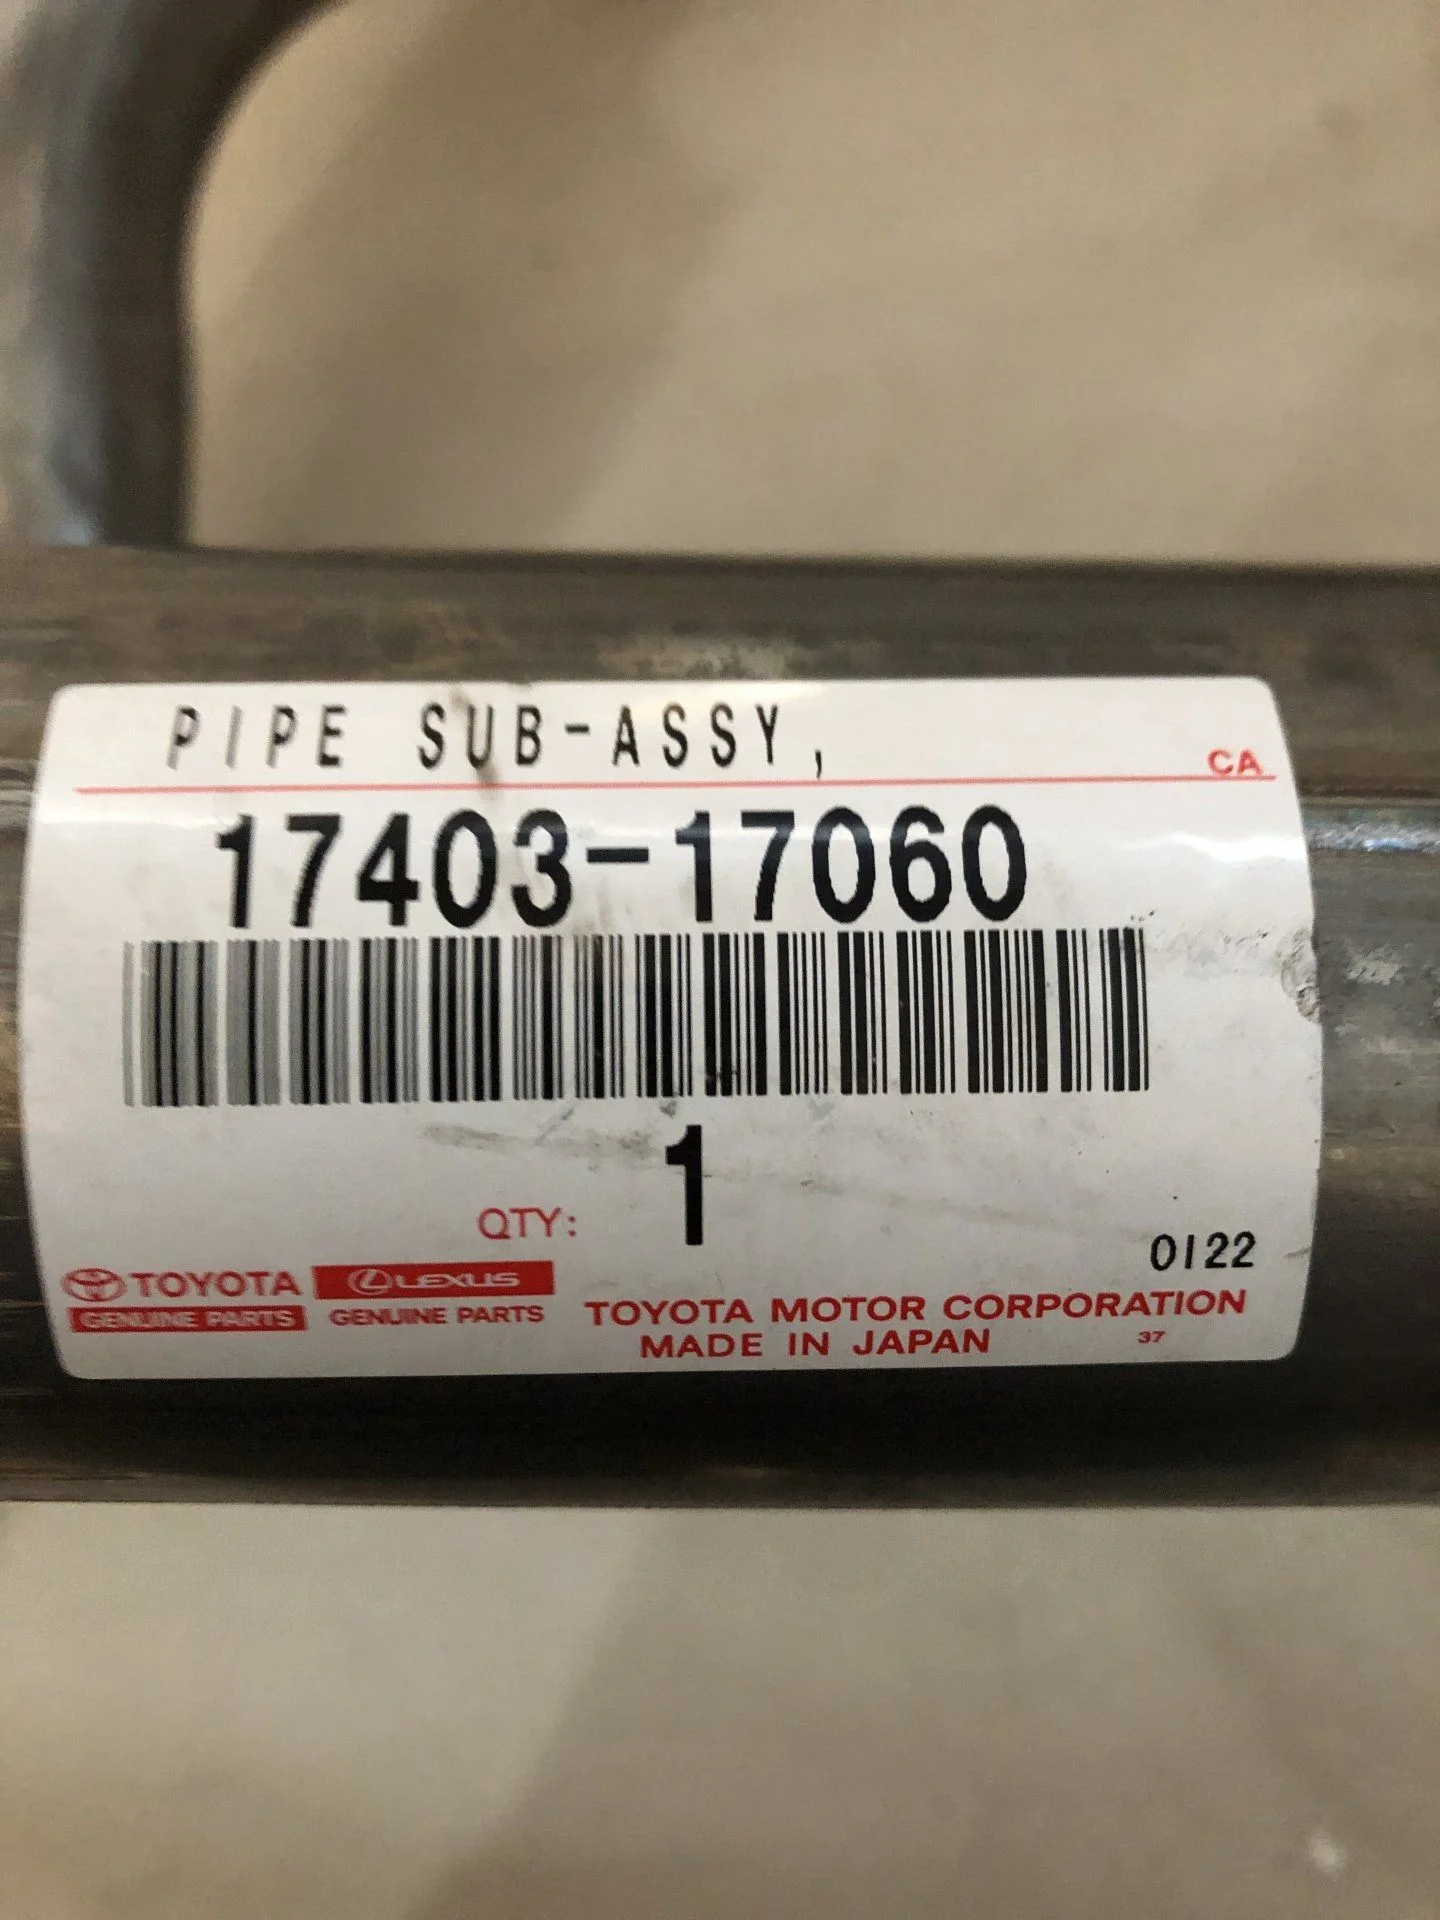 PIPE SUB-ASSY,
CA
17403-17060
1
QTY:
0122
TOYOTA
LEXUS
GENUINE PARTS
GENUINE PARTS
TOYOTA MOTOR CORPORATION
MADE IN JAPAN
37